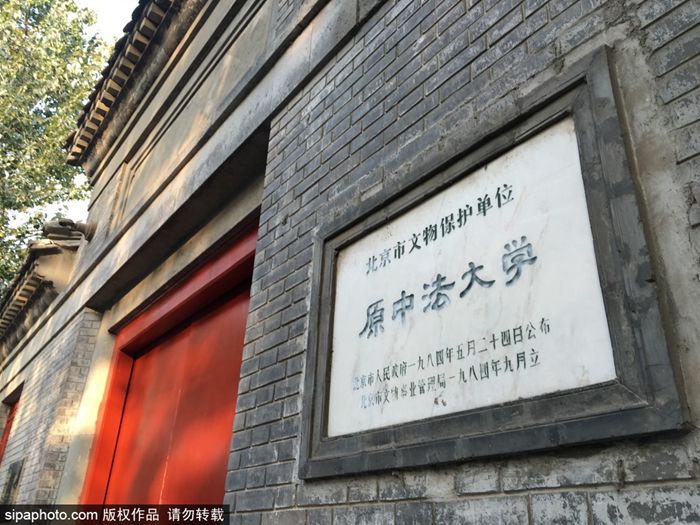 北京市文物保护单位
原中法大学
北京市人民政府一九八四年五月二十四日公布
北京市文物事业管理局一九八四年九月立
sipaphoto.com 版权作品 请勿转载